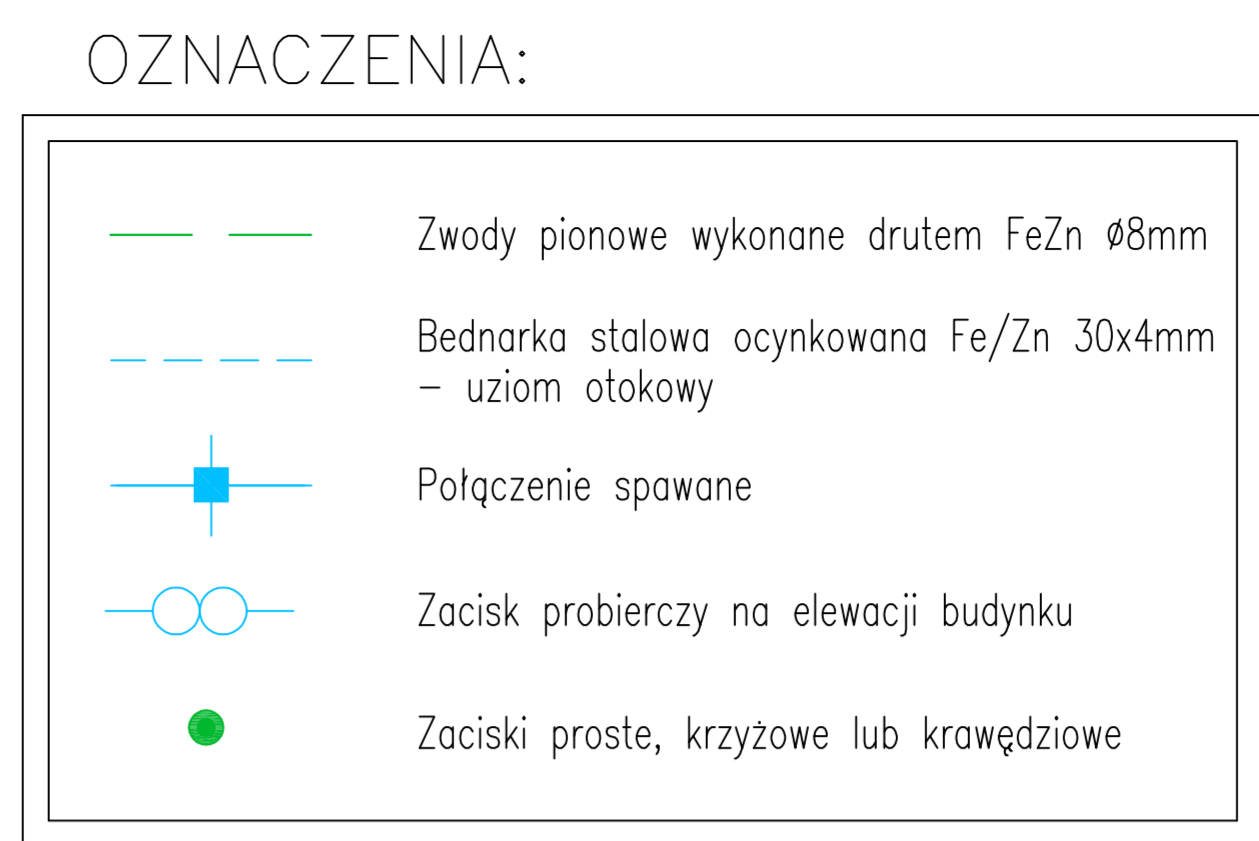 OZNACZENIA:
Zwody pionowe wykonane drutem FeZn Ø8mm
Bednarka stalowa ocynkowana Fe/Zn 30x4mm
– uziom otokowy
Połączenie spawane
Zacisk probierczy na elewacji budynku
Zaciski proste, krzyżowe lub krawędziowe